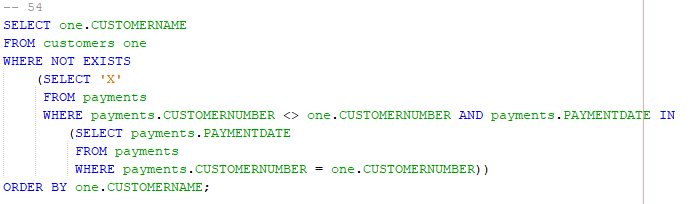 -- 54
SELECT one.CUSTOMERNAME
FROM customers one
WHERE NOT EXISTS
(SELECT 'X'
FROM payments
WHERE payments.CUSTOMERNUMBER <> one.CUSTOMERNUMBER AND payments.PAYMENTDATE IN
(SELECT payments.PAYMENTDATE
FROM payments
WHERE payments.CUSTOMERNUMBER = one.CUSTOMERNUMBER))
ORDER BY one.CUSTOMERNAME;